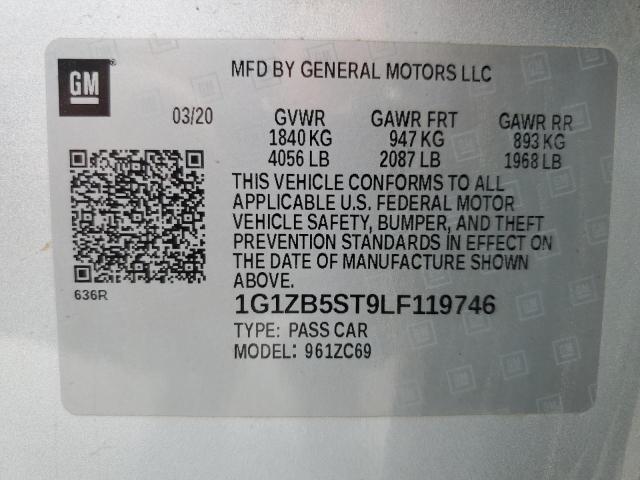 GM
MFD BY GENERAL MOTORS LLC
03/20 GVWR GAWR FRT GAWR RR
1840 KG 947 KG 893 KG
4056 LB 2087 LB 1968 LB
THIS VEHICLE CONFORMS TO ALL
APPLICABLE U.S. FEDERAL MOTOR
VEHICLE SAFETY, BUMPER, AND THEFT
PREVENTION STANDARDS IN EFFECT ON
THE DATE OF MANUFACTURE SHOWN
ABOVE.
636R
1G1ZB5ST9LF119746
TYPE: PASS CAR
MODEL: 961ZC69